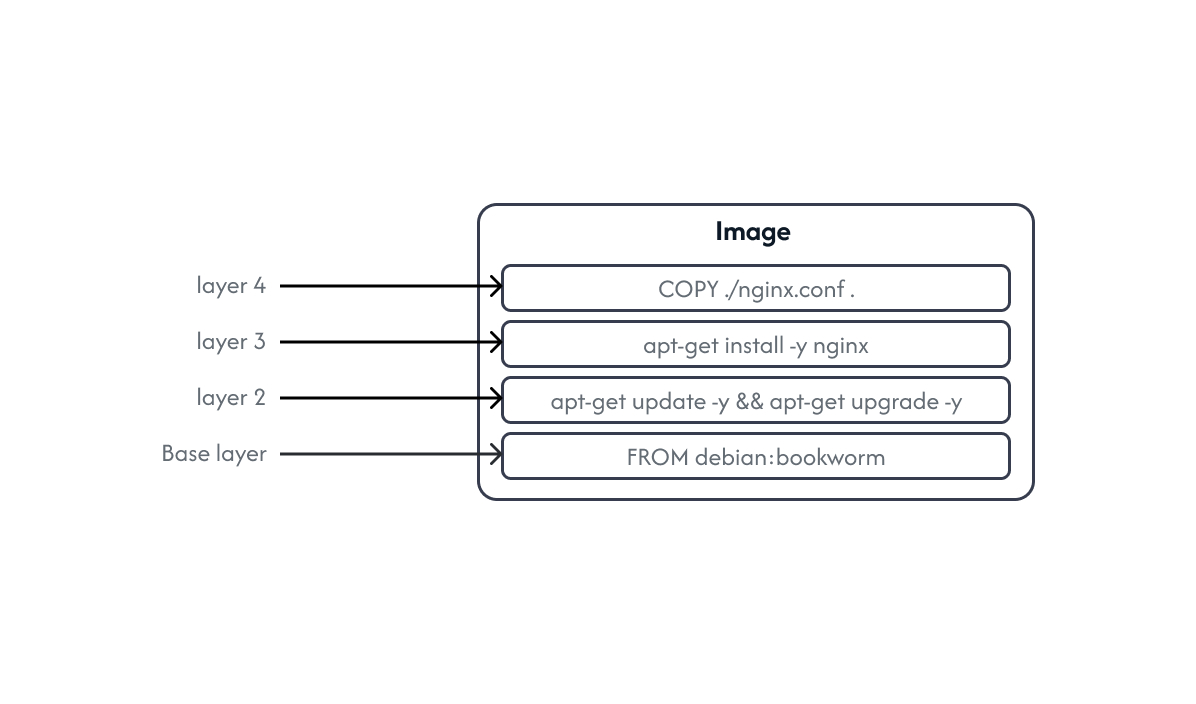 Image
layer 4
COPY ./nginx.conf .
layer 3
apt-get install -y nginx
layer 2
apt-get update -y && apt-get upgrade -y
Base layer
FROM debian:bookworm